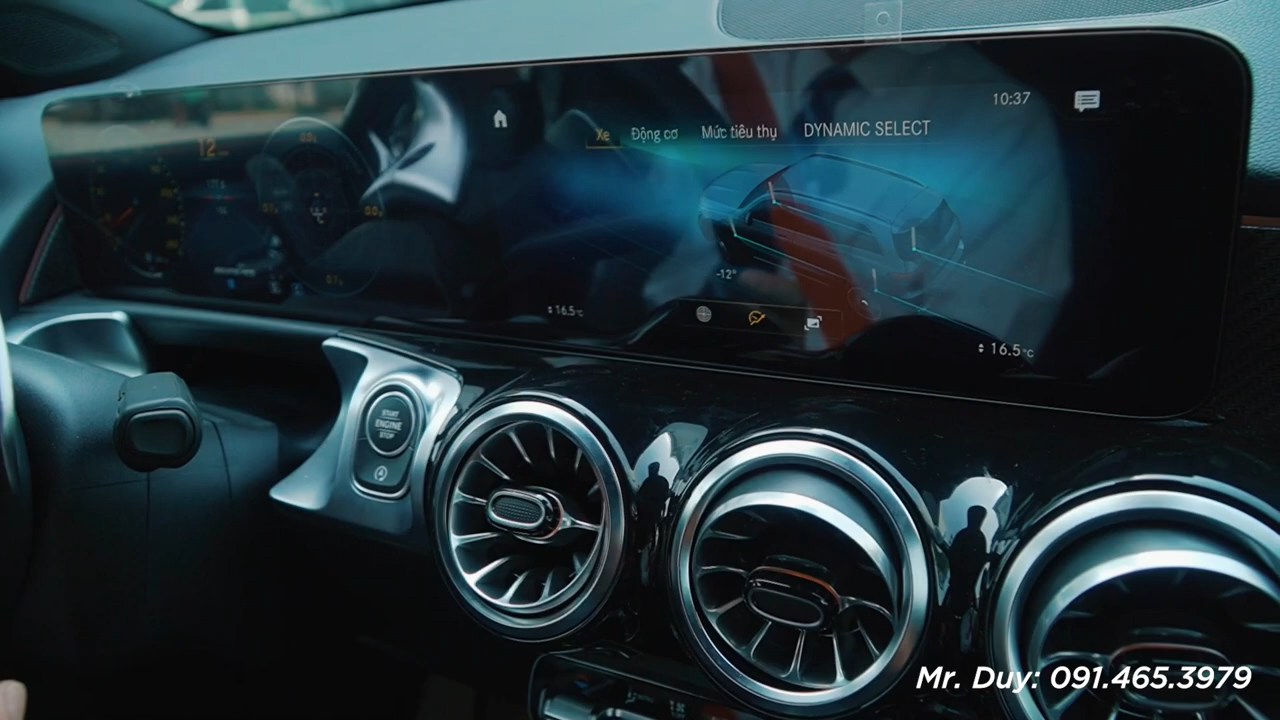 10:37
Xe Động cơ Mức tiêu thụ DYNAMIC SELECT
12
-12°
16.5°C
16.5°C
START
ENGINE
STOP
Mr. Duy: 091.465.3979